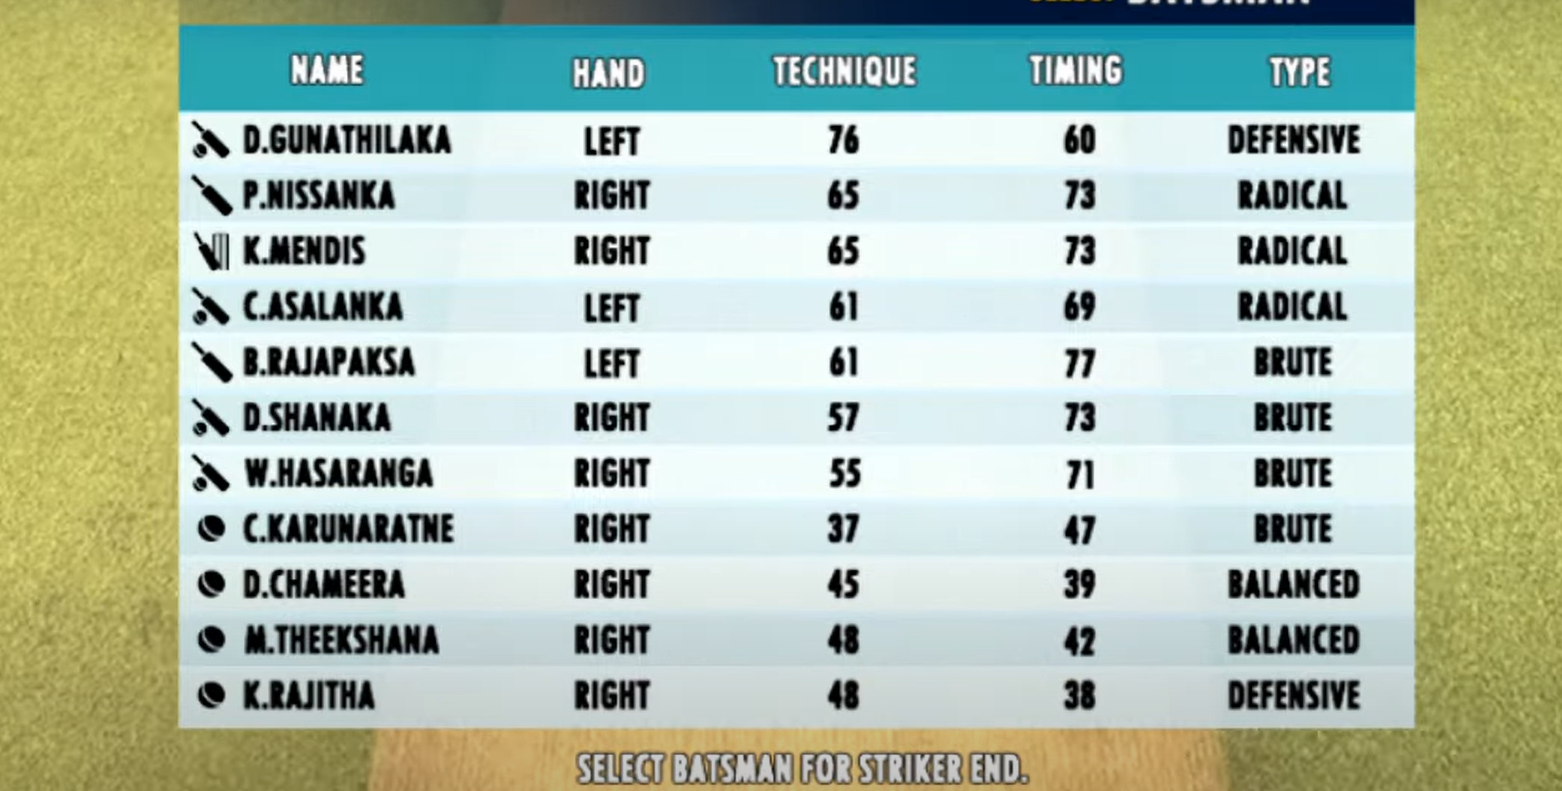 SELECT BATSMAN
NAME HAND TECHNIQUE TIMING TYPE
D.GUNATHILAKA LEFT 76 60 DEFENSIVE
P.NISSANKA RIGHT 65 73 RADICAL
K.MENDIS RIGHT 65 73 RADICAL
C.ASALANKA LEFT 61 69 RADICAL
B.RAJAPAKSA LEFT 61 77 BRUTE
D.SHANAKA RIGHT 57 73 BRUTE
W.HASARANGA RIGHT 55 71 BRUTE
C.KARUNARATNE RIGHT 37 47 BRUTE
D.CHAMEERA RIGHT 45 39 BALANCED
M.THEEKSHANA RIGHT 48 42 BALANCED
K.RAJITHA RIGHT 48 38 DEFENSIVE
SELECT BATSMAN FOR STRIKER END.